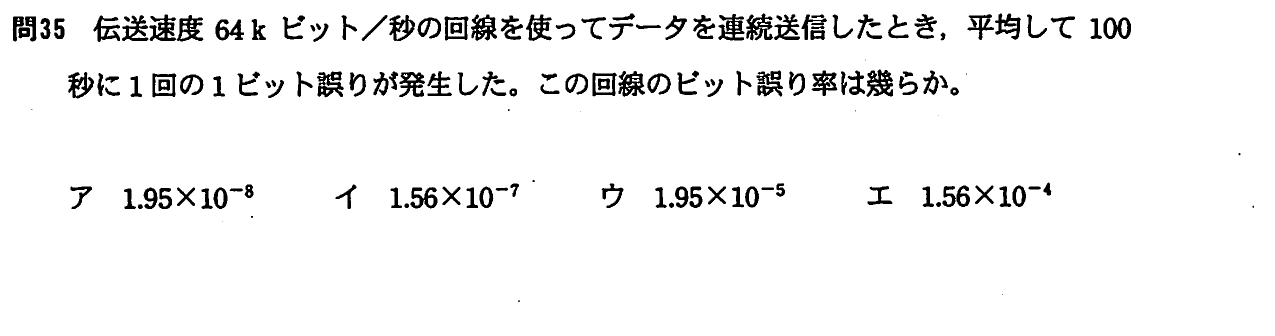 問35 伝送速度 64 k ビット／秒の回線を使ってデータを連続送信したとき，平均して 100
秒に1回の1ビット誤りが発生した。この回線のビット誤り率は幾らか。
ア 1.95×10⁻⁸ イ 1.56×10⁻⁷ ウ 1.95×10⁻⁵ エ 1.56×10⁻⁴